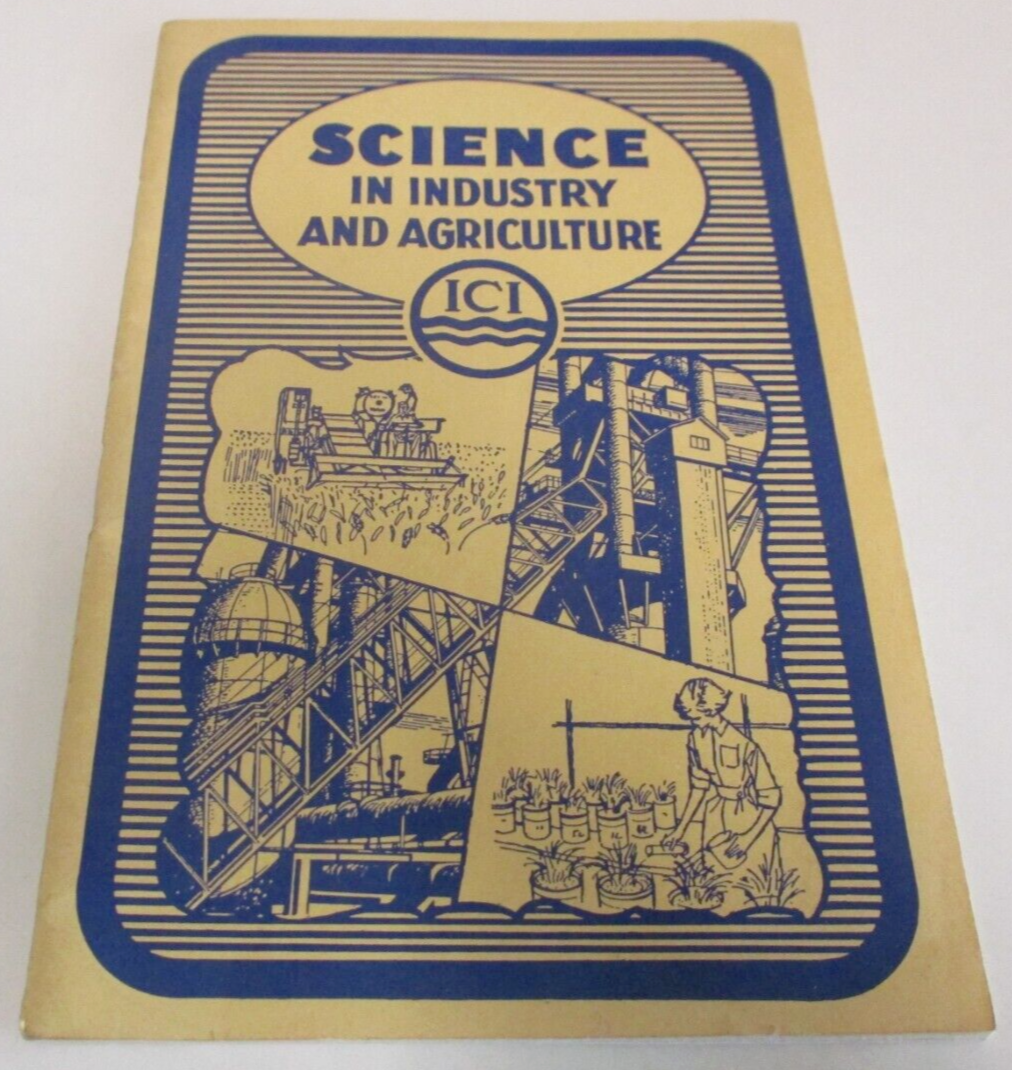 SCIENCE
IN INDUSTRY
AND AGRICULTURE
ICI